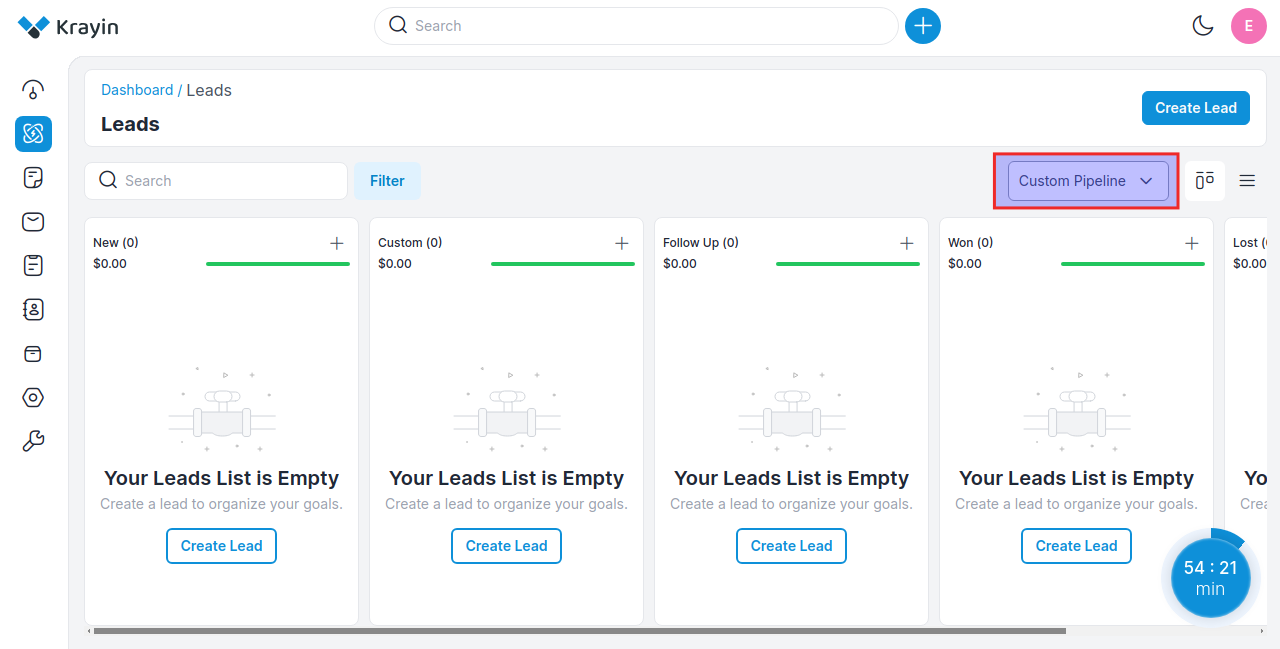 Krayin
Search
E
Dashboard / Leads
Leads
Create Lead
Search
Filter
Custom Pipeline
New (0)
$0.00
Your Leads List is Empty
Create a lead to organize your goals.
Create Lead
Custom (0)
$0.00
Your Leads List is Empty
Create a lead to organize your goals.
Create Lead
Follow Up (0)
$0.00
Your Leads List is Empty
Create a lead to organize your goals.
Create Lead
Won (0)
$0.00
Your Leads List is Empty
Create a lead to organize your goals.
Create Lead
Lost (
$0.00
Yo
Crea
54 : 21
min